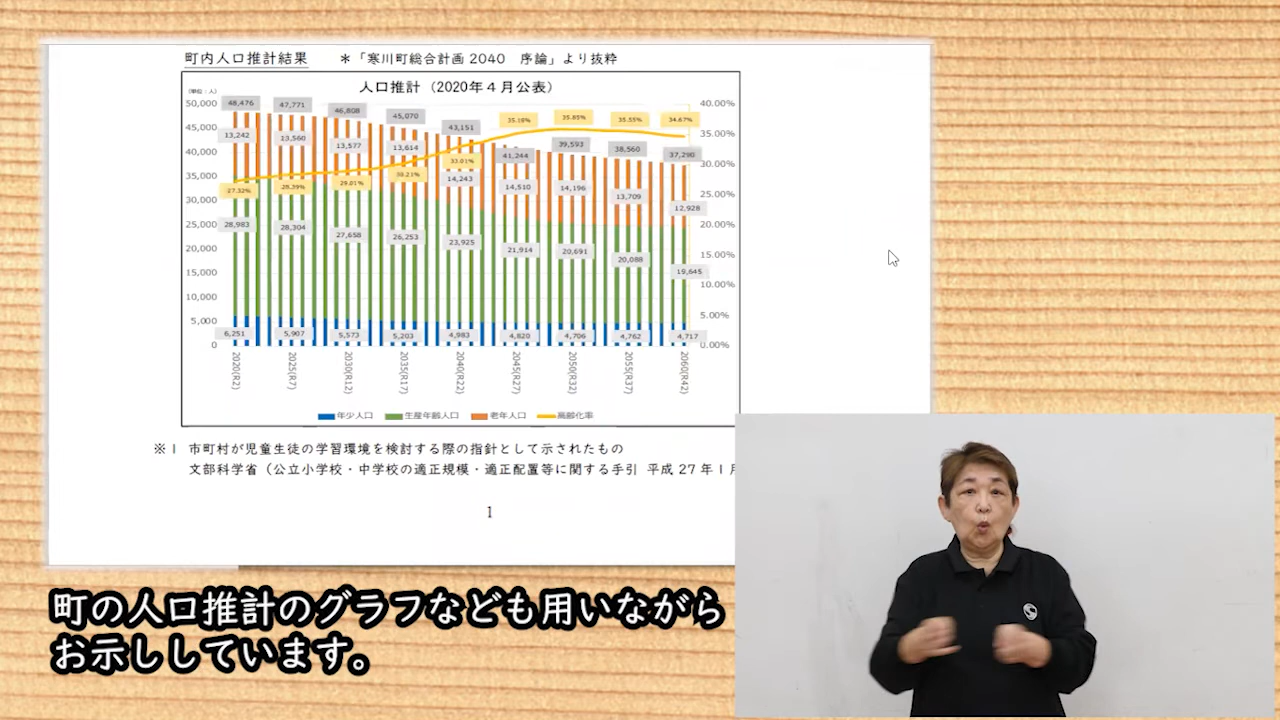 町内人口推計結果　＊「寒川町総合計画 2040　序論」より抜粋
人口推計（2020年４月公表）
（単位：人）
50,000
45,000
40,000
35,000
30,000
25,000
20,000
15,000
10,000
5,000
0
48,476 47,771 46,808 45,070 43,151 41,244 39,593 38,560 37,290
13,242 13,560 13,577 13,614 14,243 14,510 14,196 13,709 12,928
27.32% 28.39% 29.01% 30.21% 33.01% 35.18% 35.85% 35.55% 34.67%
28,983 28,304 27,658 26,253 23,925 21,914 20,691 20,088 19,645
6,251 5,907 5,573 5,203 4,983 4,820 4,706 4,762 4,717
40.00%
35.00%
30.00%
25.00%
20.00%
15.00%
10.00%
5.00%
0.00%
2020(R2) 2025(R7) 2030(R12) 2035(R17) 2040(R22) 2045(R27) 2050(R32) 2055(R37) 2060(R42)
年少人口 生産年齢人口 老年人口 高齢化率
※１ 市町村が児童生徒の学習環境を検討する際の指針として示されたもの
文部科学省（公立小学校・中学校の適正規模・適正配置等に関する手引 平成 27 年１月
1
町の人口推計のグラフなども用いながら
お示ししています。